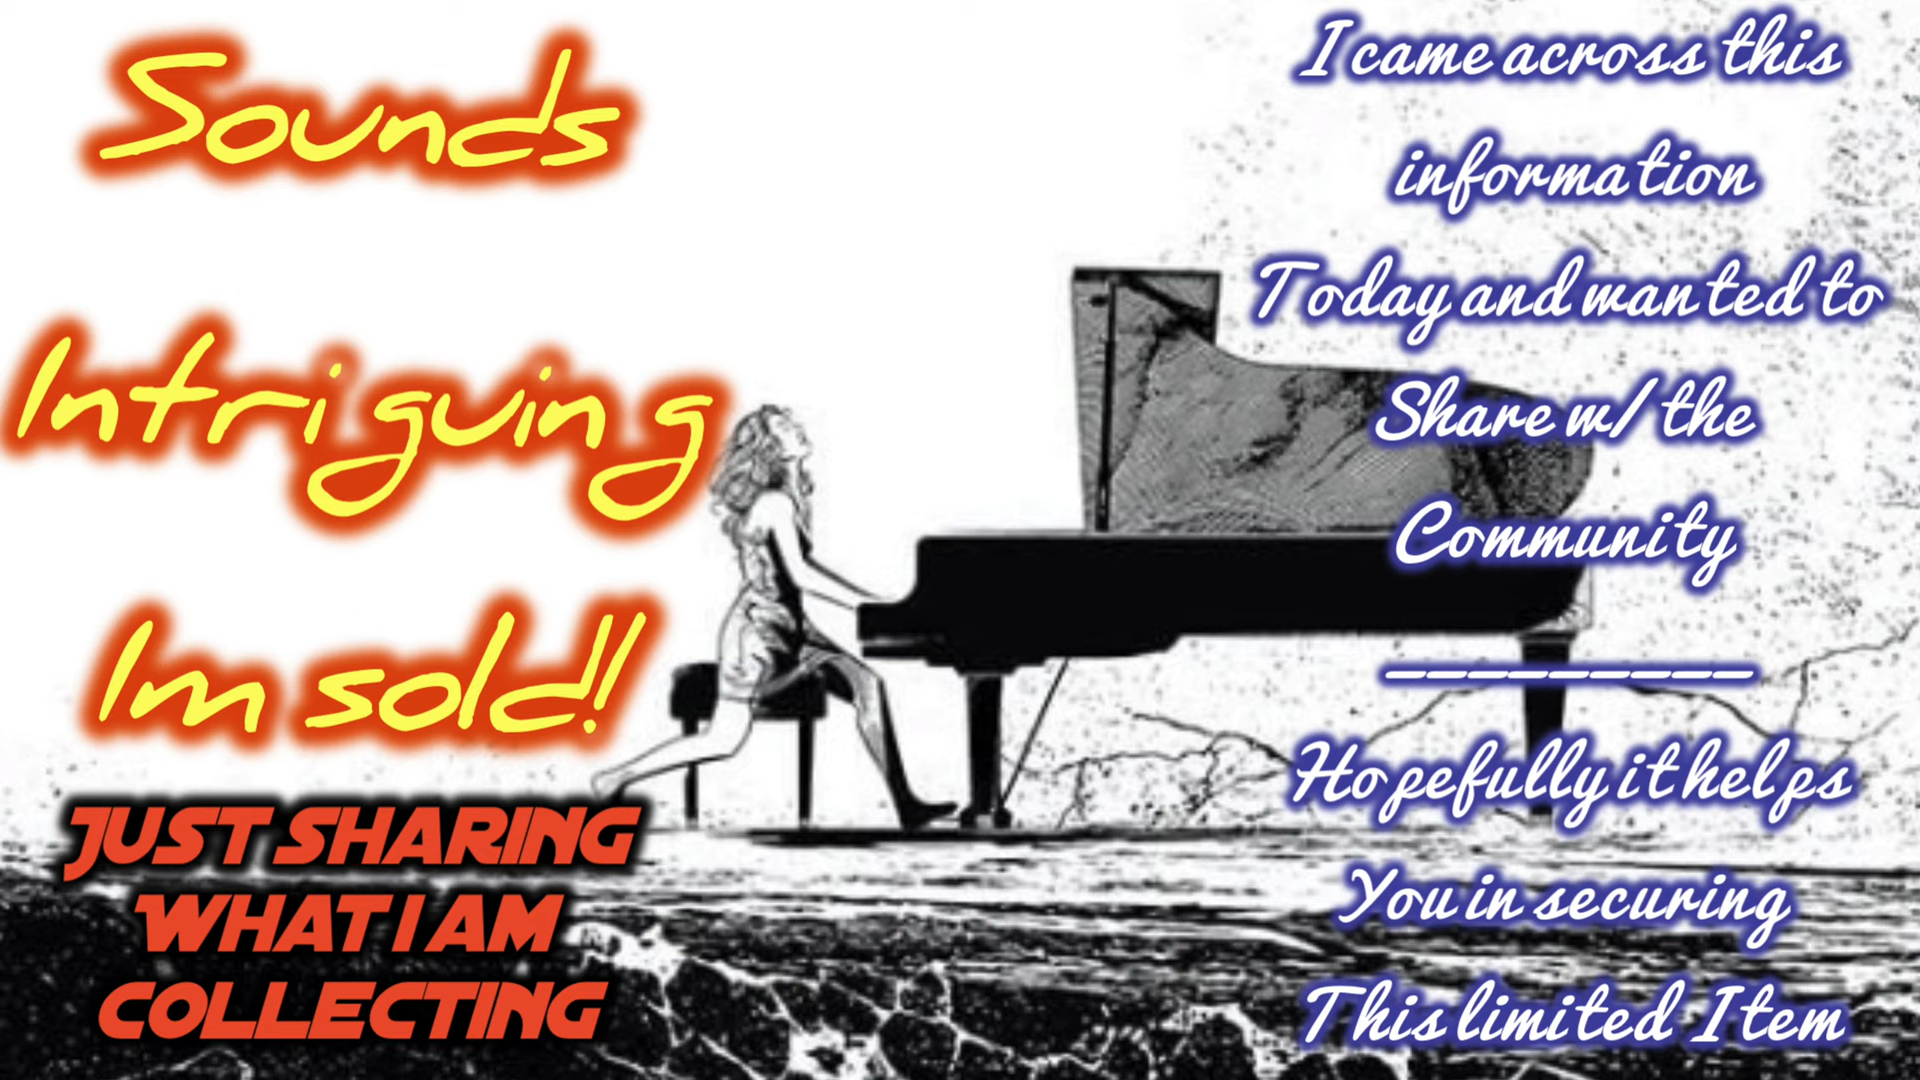 Sounds
Intriguing
Im sold!
JUST SHARING
WHAT I AM
COLLECTING
I came across this
information
Today and wanted to
Share w/ the
Community
_________
Hopefully it helps
You in securing
This limited Item